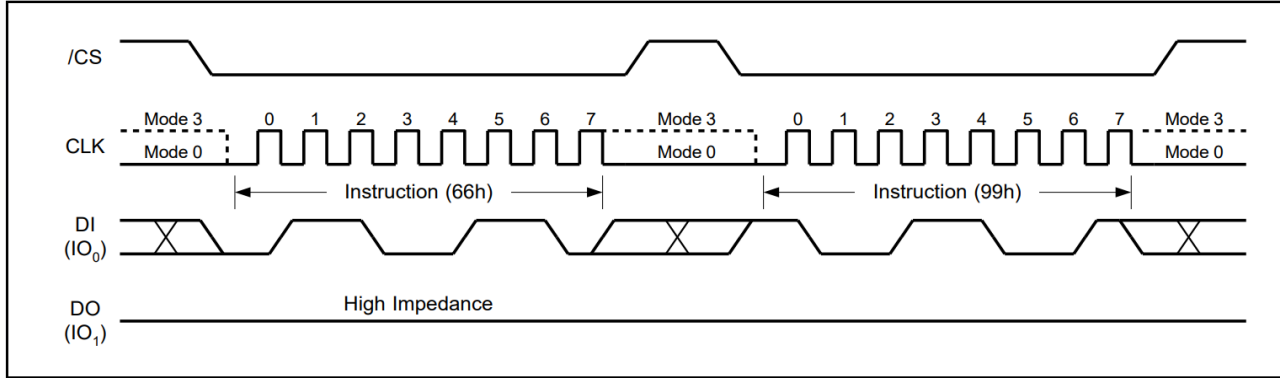 /CS
Mode 3 0 1 2 3 4 5 6 7 Mode 3 0 1 2 3 4 5 6 7 Mode 3
CLK
Mode 0 Mode 0 Mode 0
Instruction (66h) Instruction (99h)
DI
(IO0)
High Impedance
DO
(IO1)